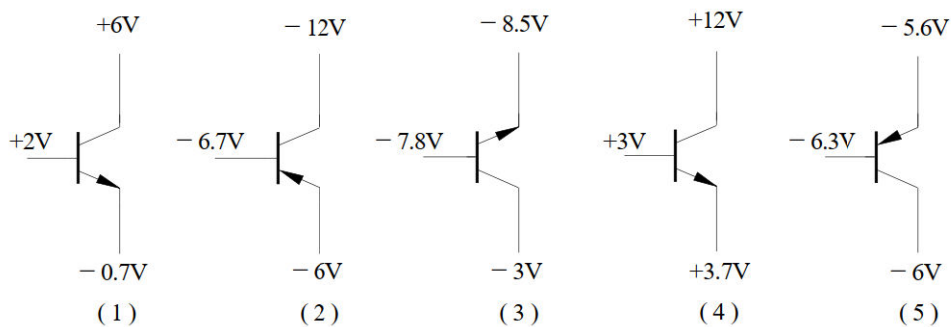 +6V － 12V － 8.5V +12V － 5.6V
+2V － 6.7V － 7.8V +3V － 6.3V
－ 0.7V － 6V － 3V +3.7V － 6V
( 1 ) ( 2 ) ( 3 ) ( 4 ) ( 5 )